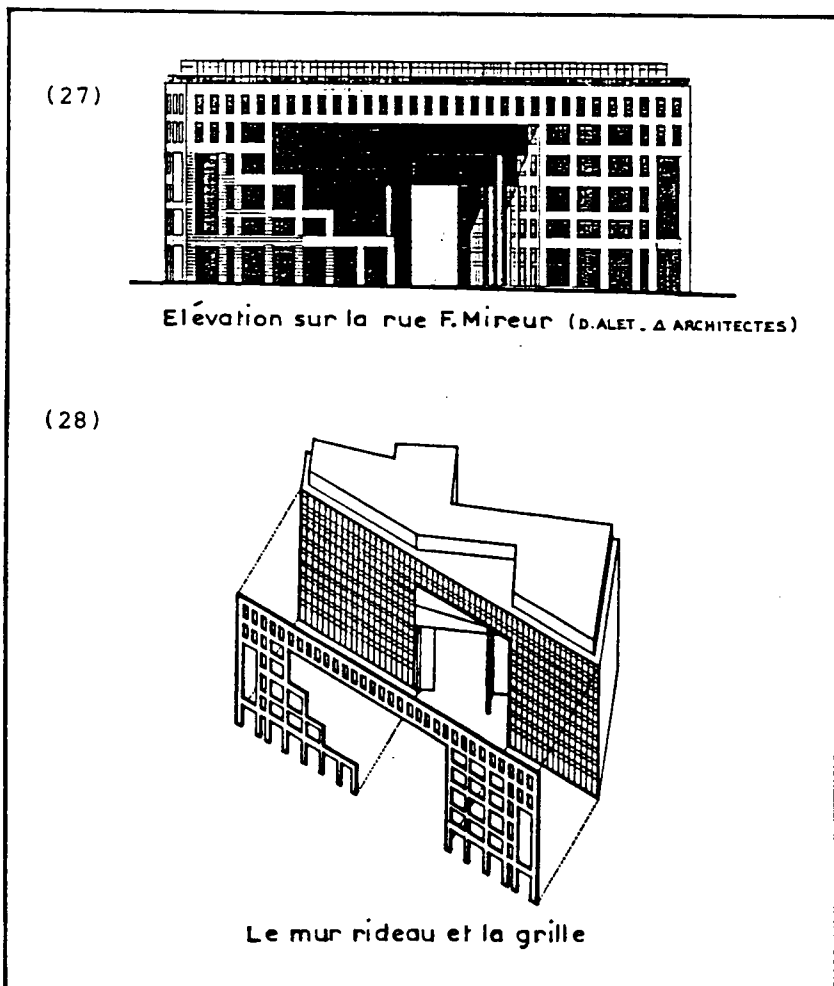 (27)
Elévation sur la rue F.Mireur (D.ALET. Δ ARCHITECTES)
(28)
Le mur rideau et la grille